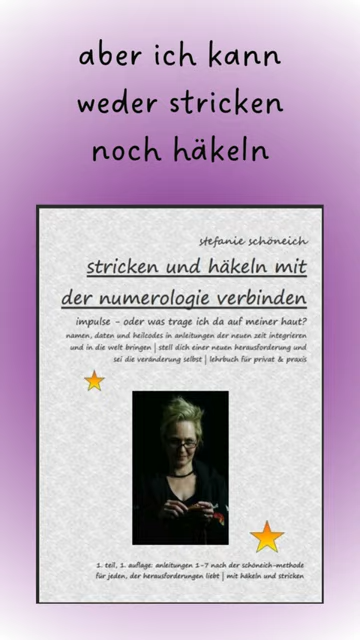 aber ich kann
weder stricken
noch häkeln
stefanie schöneich
stricken und häkeln mit
der numerologie verbinden
impulse - oder was trage ich da auf meiner haut?
namen, daten und heilcodes in anleitungen der neuen zeit integrieren
und in die welt bringen | stell dich einer neuen herausforderung und
sei die veränderung selbst | lehrbuch für privat & praxis
1. teil, 1. auflage: anleitungen 1-7 nach der schöneich-methode
für jeden, der herausforderungen liebt | mit häkeln und stricken